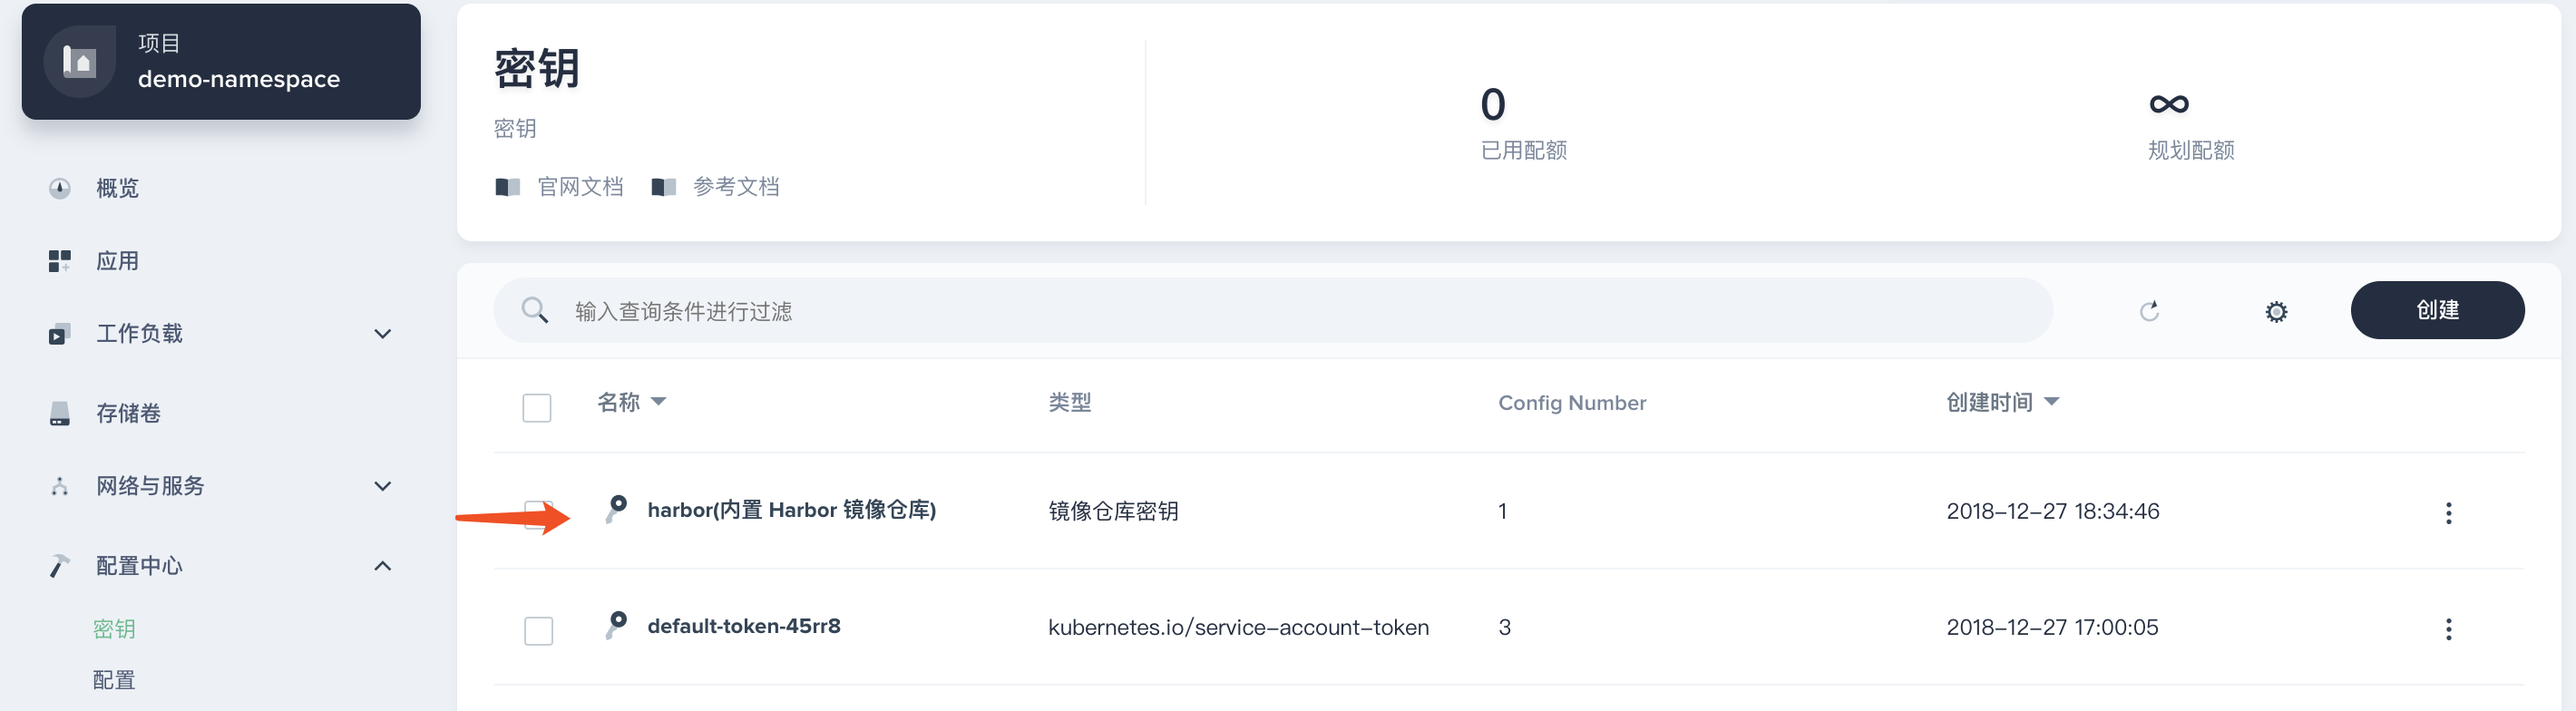 项目
demo-namespace
概览
应用
工作负载
存储卷
网络与服务
配置中心
密钥
配置
密钥
密钥
官网文档 参考文档
0
已用配额
∞
规划配额
输入查询条件进行过滤
创建
名称 类型 Config Number 创建时间
harbor(内置 Harbor 镜像仓库) 镜像仓库密钥 1 2018-12-27 18:34:46
default-token-45rr8 kubernetes.io/service-account-token 3 2018-12-27 17:00:05